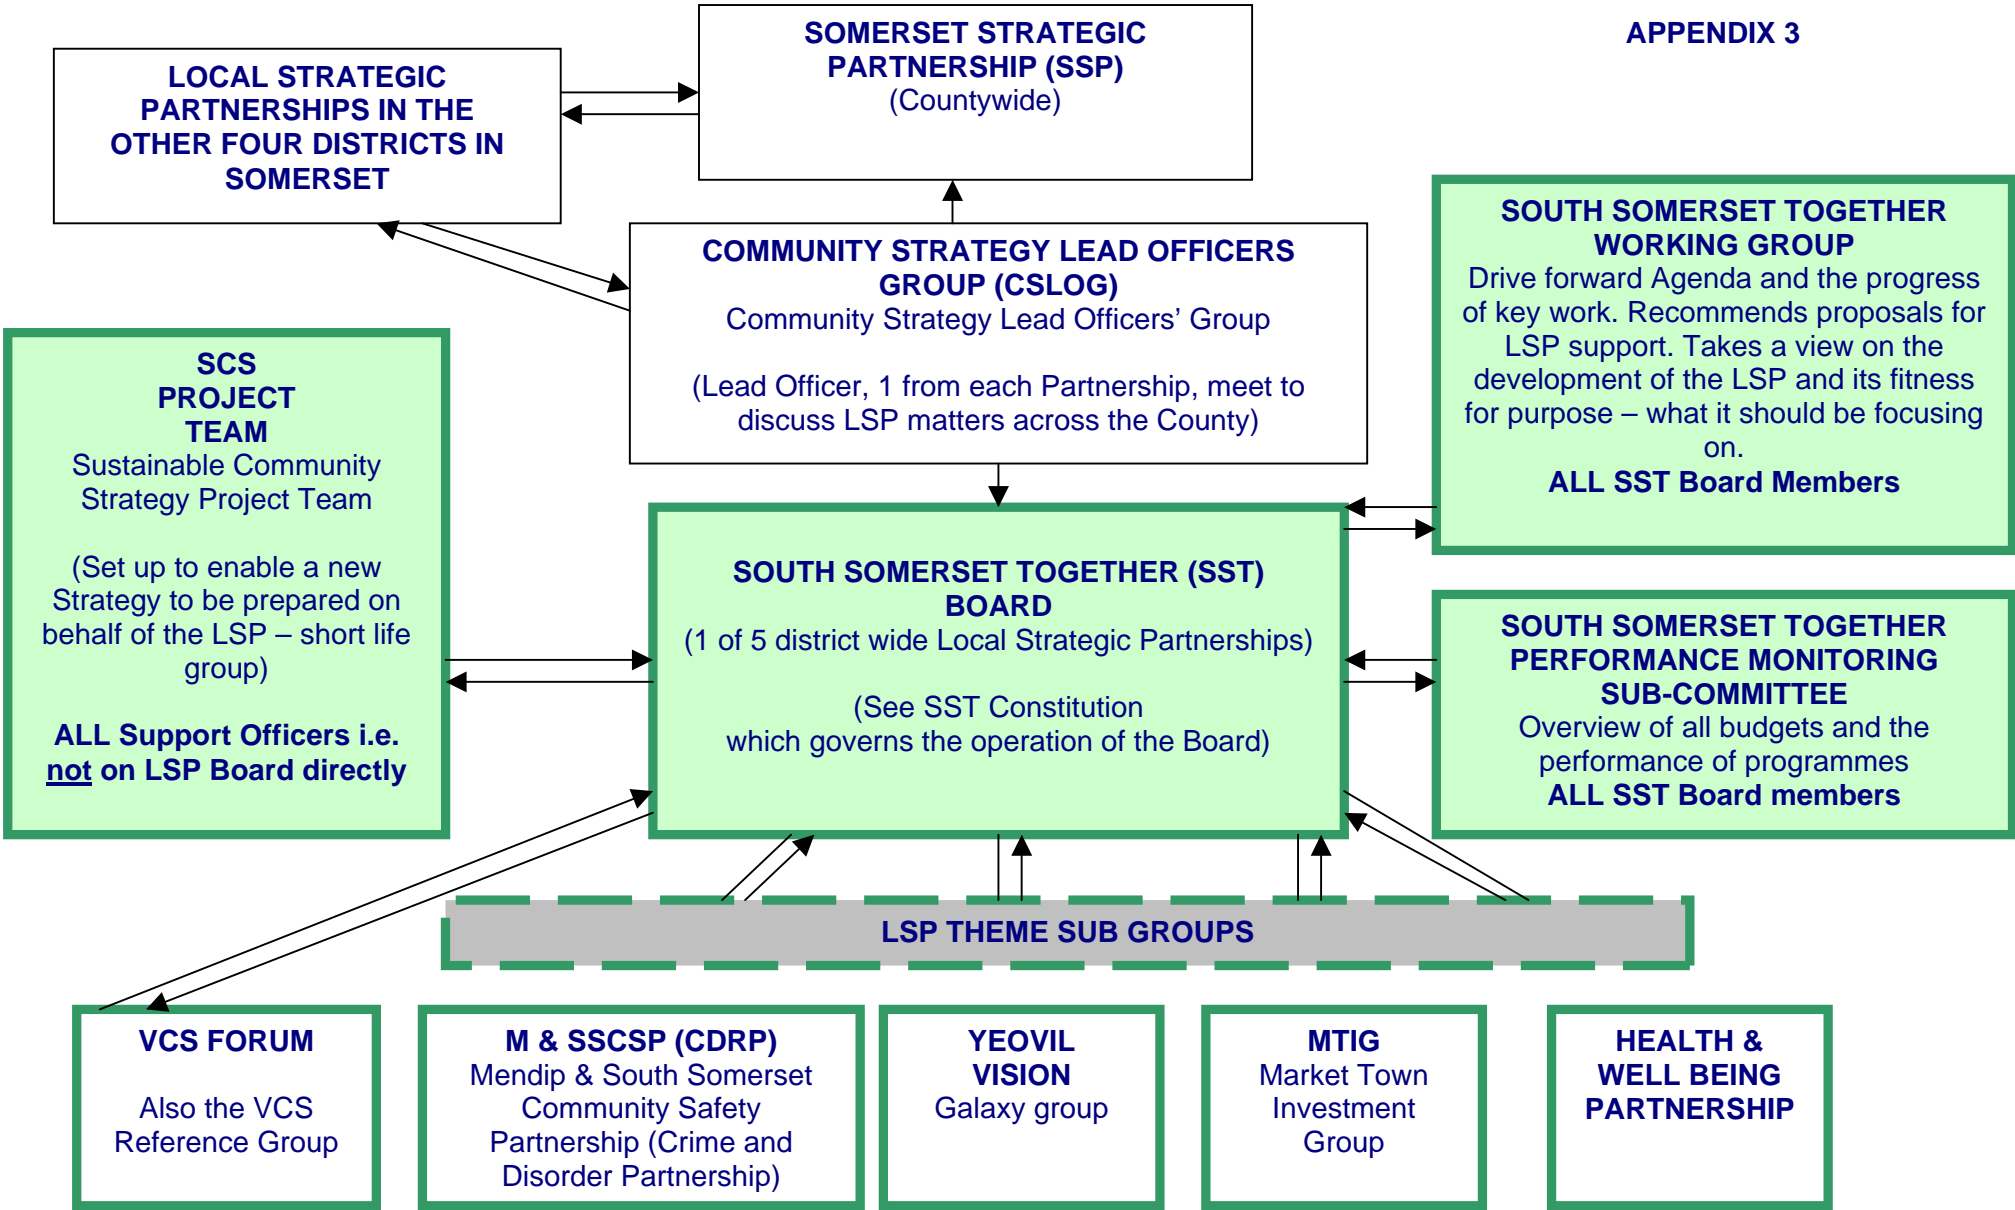 APPENDIX 3
SOMERSET STRATEGIC
PARTNERSHIP (SSP)
(Countywide)
LOCAL STRATEGIC
PARTNERSHIPS IN THE
OTHER FOUR DISTRICTS IN
SOMERSET
COMMUNITY STRATEGY LEAD OFFICERS
GROUP (CSLOG)
Community Strategy Lead Officers’ Group
(Lead Officer, 1 from each Partnership, meet to
discuss LSP matters across the County)
SOUTH SOMERSET TOGETHER
WORKING GROUP
Drive forward Agenda and the progress
of key work. Recommends proposals for
LSP support. Takes a view on the
development of the LSP and its fitness
for purpose – what it should be focusing
on.
ALL SST Board Members
SCS
PROJECT
TEAM
Sustainable Community
Strategy Project Team
(Set up to enable a new
Strategy to be prepared on
behalf of the LSP – short life
group)
ALL Support Officers i.e.
not on LSP Board directly
SOUTH SOMERSET TOGETHER (SST)
BOARD
(1 of 5 district wide Local Strategic Partnerships)
(See SST Constitution
which governs the operation of the Board)
SOUTH SOMERSET TOGETHER
PERFORMANCE MONITORING
SUB-COMMITTEE
Overview of all budgets and the
performance of programmes
ALL SST Board members
LSP THEME SUB GROUPS
VCS FORUM
Also the VCS
Reference Group
M & SSCSP (CDRP)
Mendip & South Somerset
Community Safety
Partnership (Crime and
Disorder Partnership)
YEOVIL
VISION
Galaxy group
MTIG
Market Town
Investment
Group
HEALTH &
WELL BEING
PARTNERSHIP